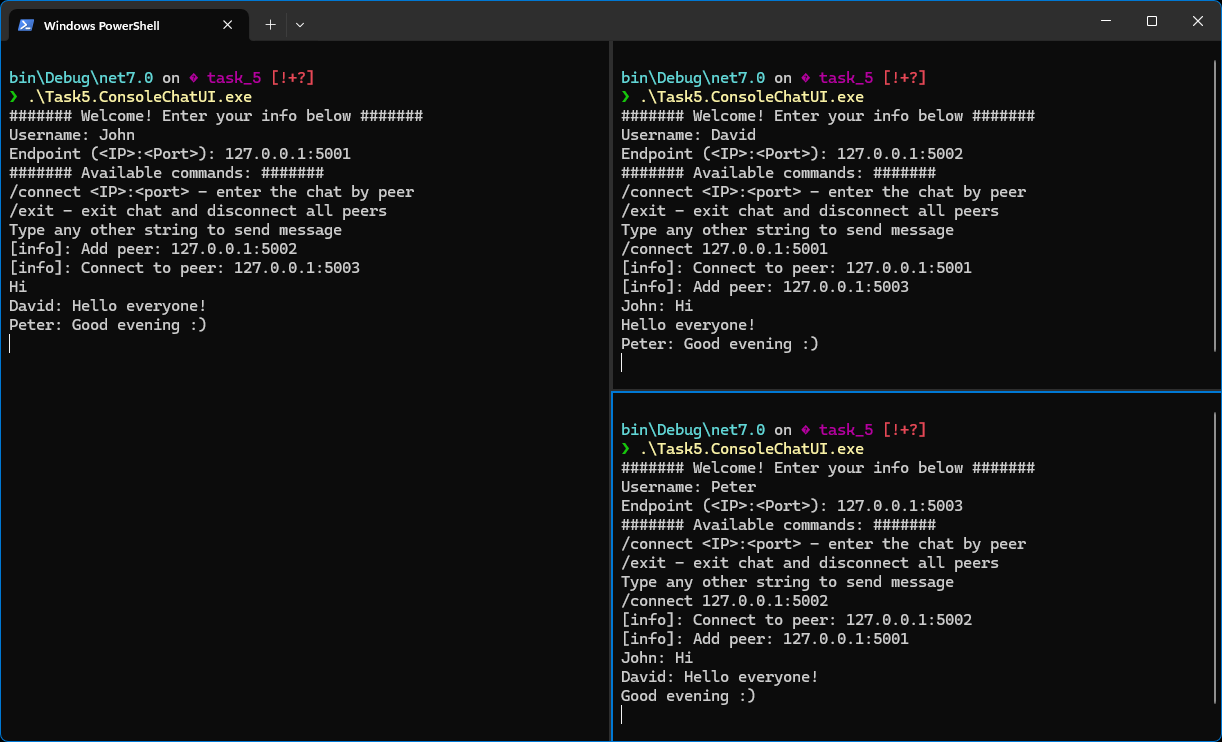 Windows PowerShell
bin\Debug\net7.0 on � task_5 [!+?]
❯ .\Task5.ConsoleChatUI.exe
####### Welcome! Enter your info below #######
Username: John
Endpoint (<IP>:<Port>): 127.0.0.1:5001
####### Available commands: #######
/connect <IP>:<port> - enter the chat by peer
/exit - exit chat and disconnect all peers
Type any other string to send message
[info]: Add peer: 127.0.0.1:5002
[info]: Connect to peer: 127.0.0.1:5003
Hi
David: Hello everyone!
Peter: Good evening :)
bin\Debug\net7.0 on � task_5 [!+?]
❯ .\Task5.ConsoleChatUI.exe
####### Welcome! Enter your info below #######
Username: David
Endpoint (<IP>:<Port>): 127.0.0.1:5002
####### Available commands: #######
/connect <IP>:<port> - enter the chat by peer
/exit - exit chat and disconnect all peers
Type any other string to send message
/connect 127.0.0.1:5001
[info]: Connect to peer: 127.0.0.1:5001
[info]: Add peer: 127.0.0.1:5003
John: Hi
Hello everyone!
Peter: Good evening :)
bin\Debug\net7.0 on � task_5 [!+?]
❯ .\Task5.ConsoleChatUI.exe
####### Welcome! Enter your info below #######
Username: Peter
Endpoint (<IP>:<Port>): 127.0.0.1:5003
####### Available commands: #######
/connect <IP>:<port> - enter the chat by peer
/exit - exit chat and disconnect all peers
Type any other string to send message
/connect 127.0.0.1:5002
[info]: Connect to peer: 127.0.0.1:5002
[info]: Add peer: 127.0.0.1:5001
John: Hi
David: Hello everyone!
Good evening :)